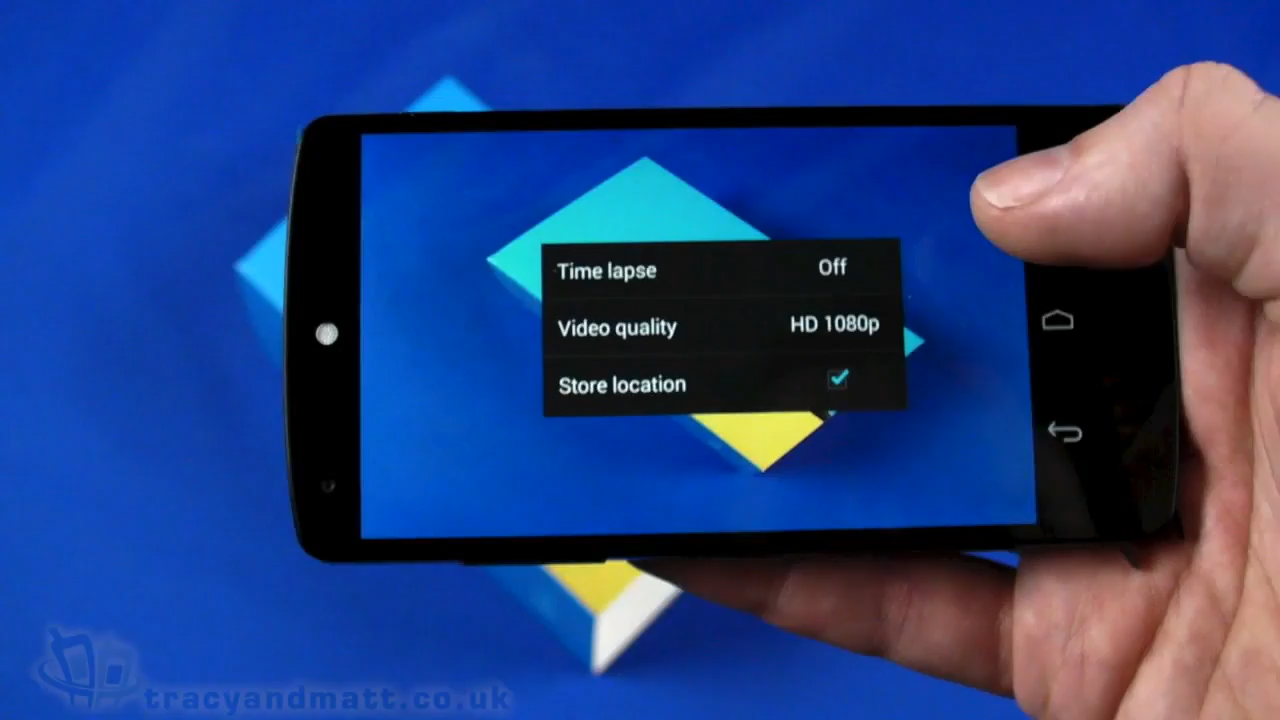 Time lapse Off
Video quality HD 1080p
Store location
tracyandmatt.co.uk